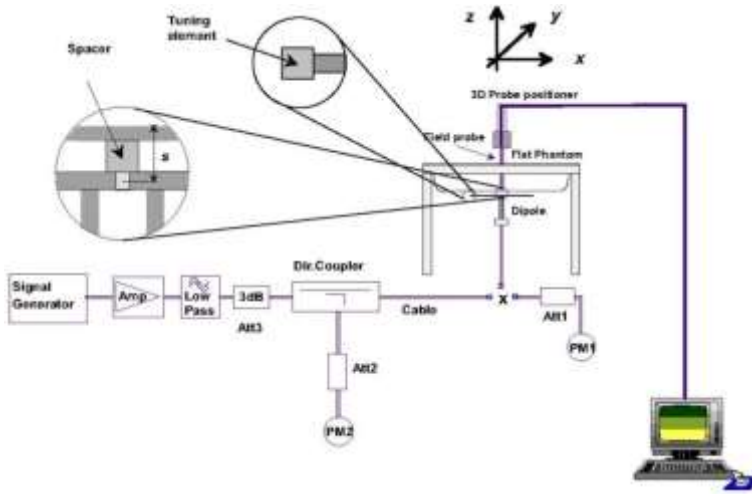 Tuning
element
z
y
x
Spacer
3D Probe positioner
Field probe
Flat Phantom
s
Dipole
Dir.Coupler
Signal
Generator
Amp
Low
Pass
3dB
Cable
x
Att1
Att3
PM1
Att2
PM2